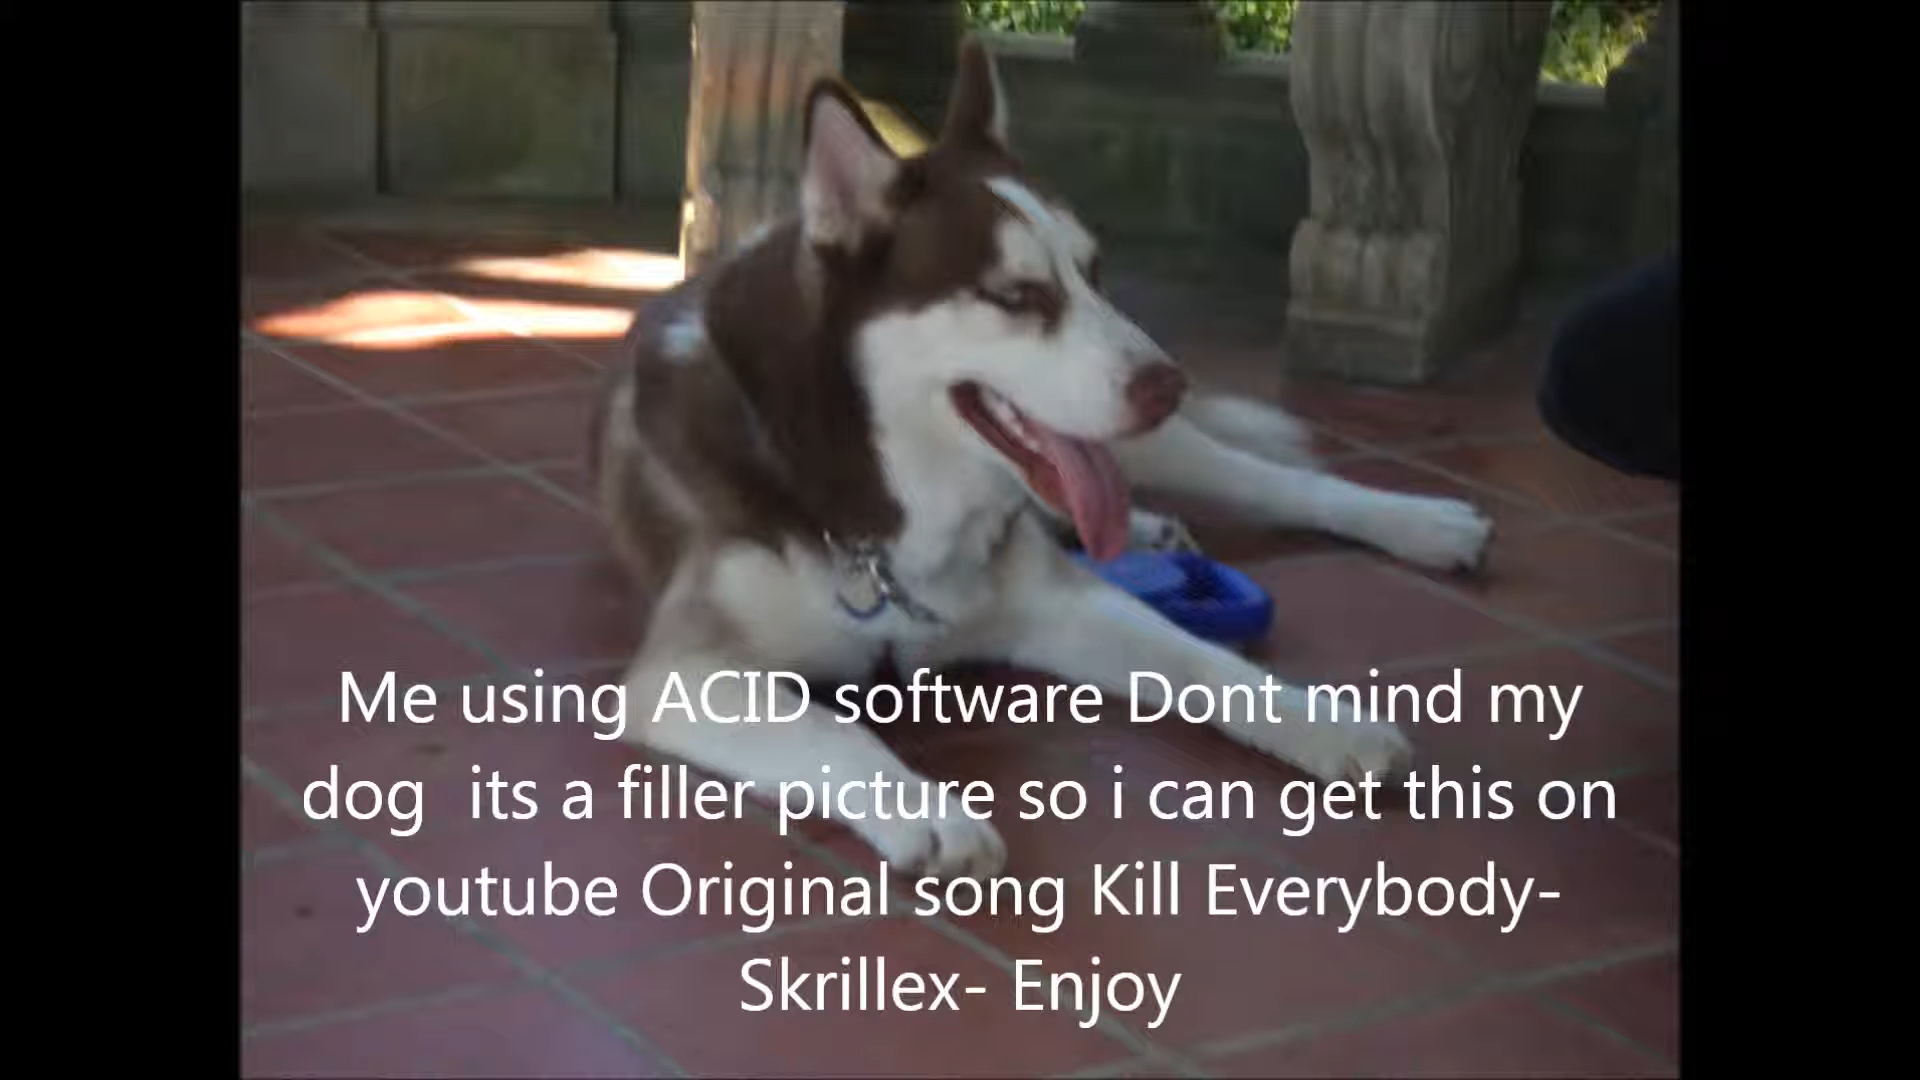 Me using ACID software Dont mind my
dog  its a filler picture so i can get this on
youtube Original song Kill Everybody-
Skrillex- Enjoy